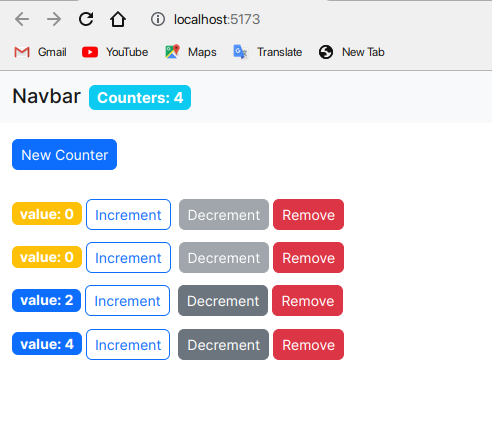 localhost:5173
Gmail YouTube Maps Translate New Tab
Navbar Counters: 4
New Counter
value: 0 Increment Decrement Remove
value: 0 Increment Decrement Remove
value: 2 Increment Decrement Remove
value: 4 Increment Decrement Remove